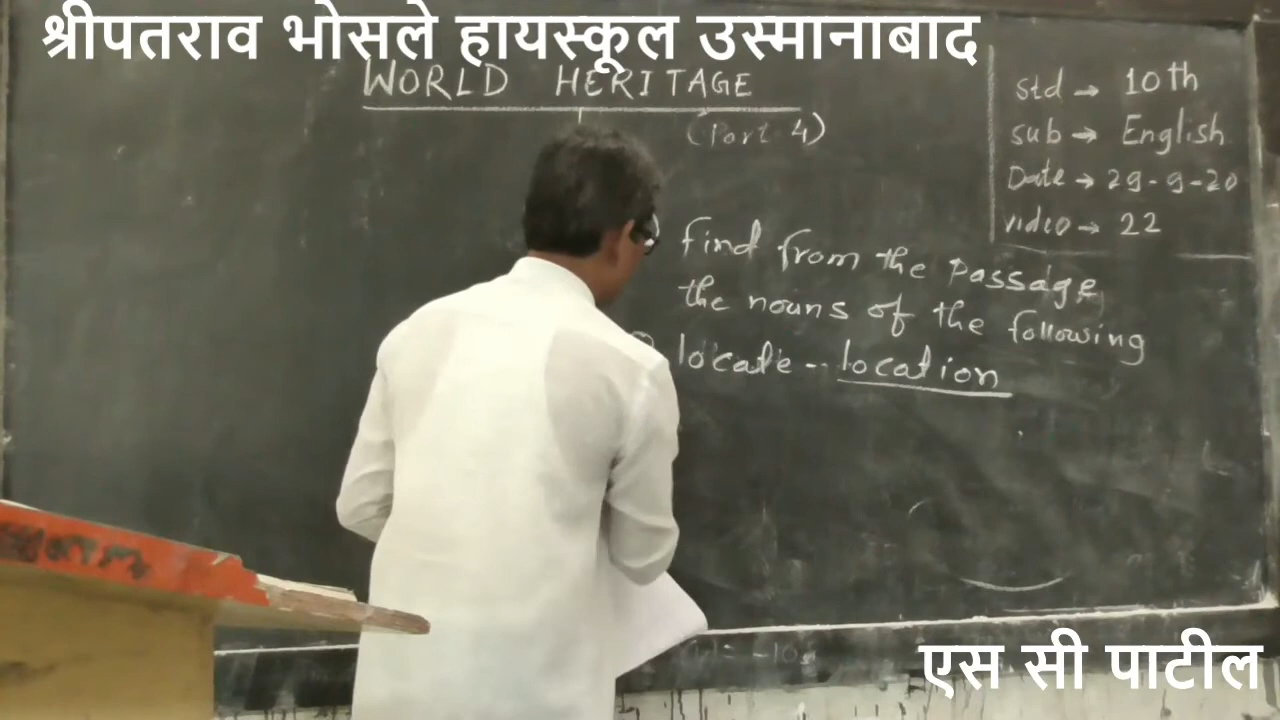 श्रीपतराव भोसले हायस्कूल उस्मानाबाद
WORLD HERITAGE
(Part 4)
std → 10th
sub → English
Date → 29-9-20
video → 22
find from the passage
the nouns of the following
locate -- location
एस सी पाटील